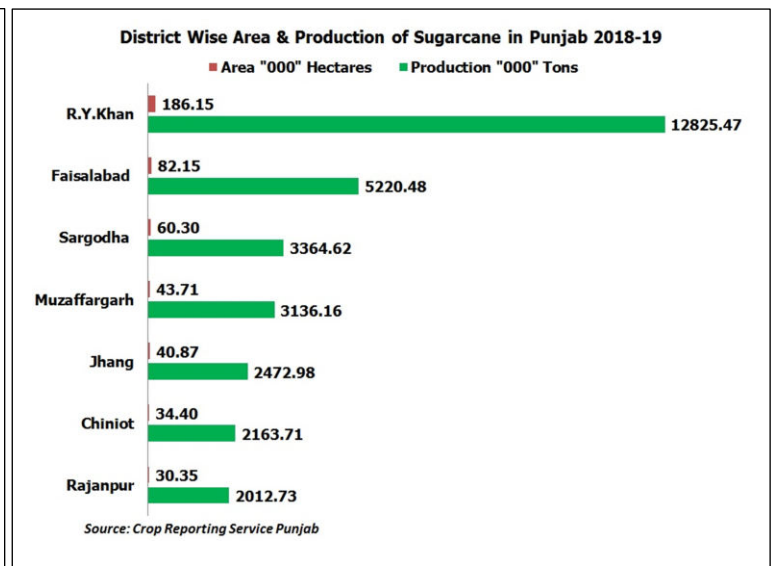 District Wise Area & Production of Sugarcane in Punjab 2018-19
Area "000" Hectares Production "000" Tons
R.Y.Khan 186.15
12825.47
Faisalabad 82.15
5220.48
Sargodha 60.30
3364.62
Muzaffargarh 43.71
3136.16
Jhang 40.87
2472.98
Chiniot 34.40
2163.71
Rajanpur 30.35
2012.73
Source: Crop Reporting Service Punjab